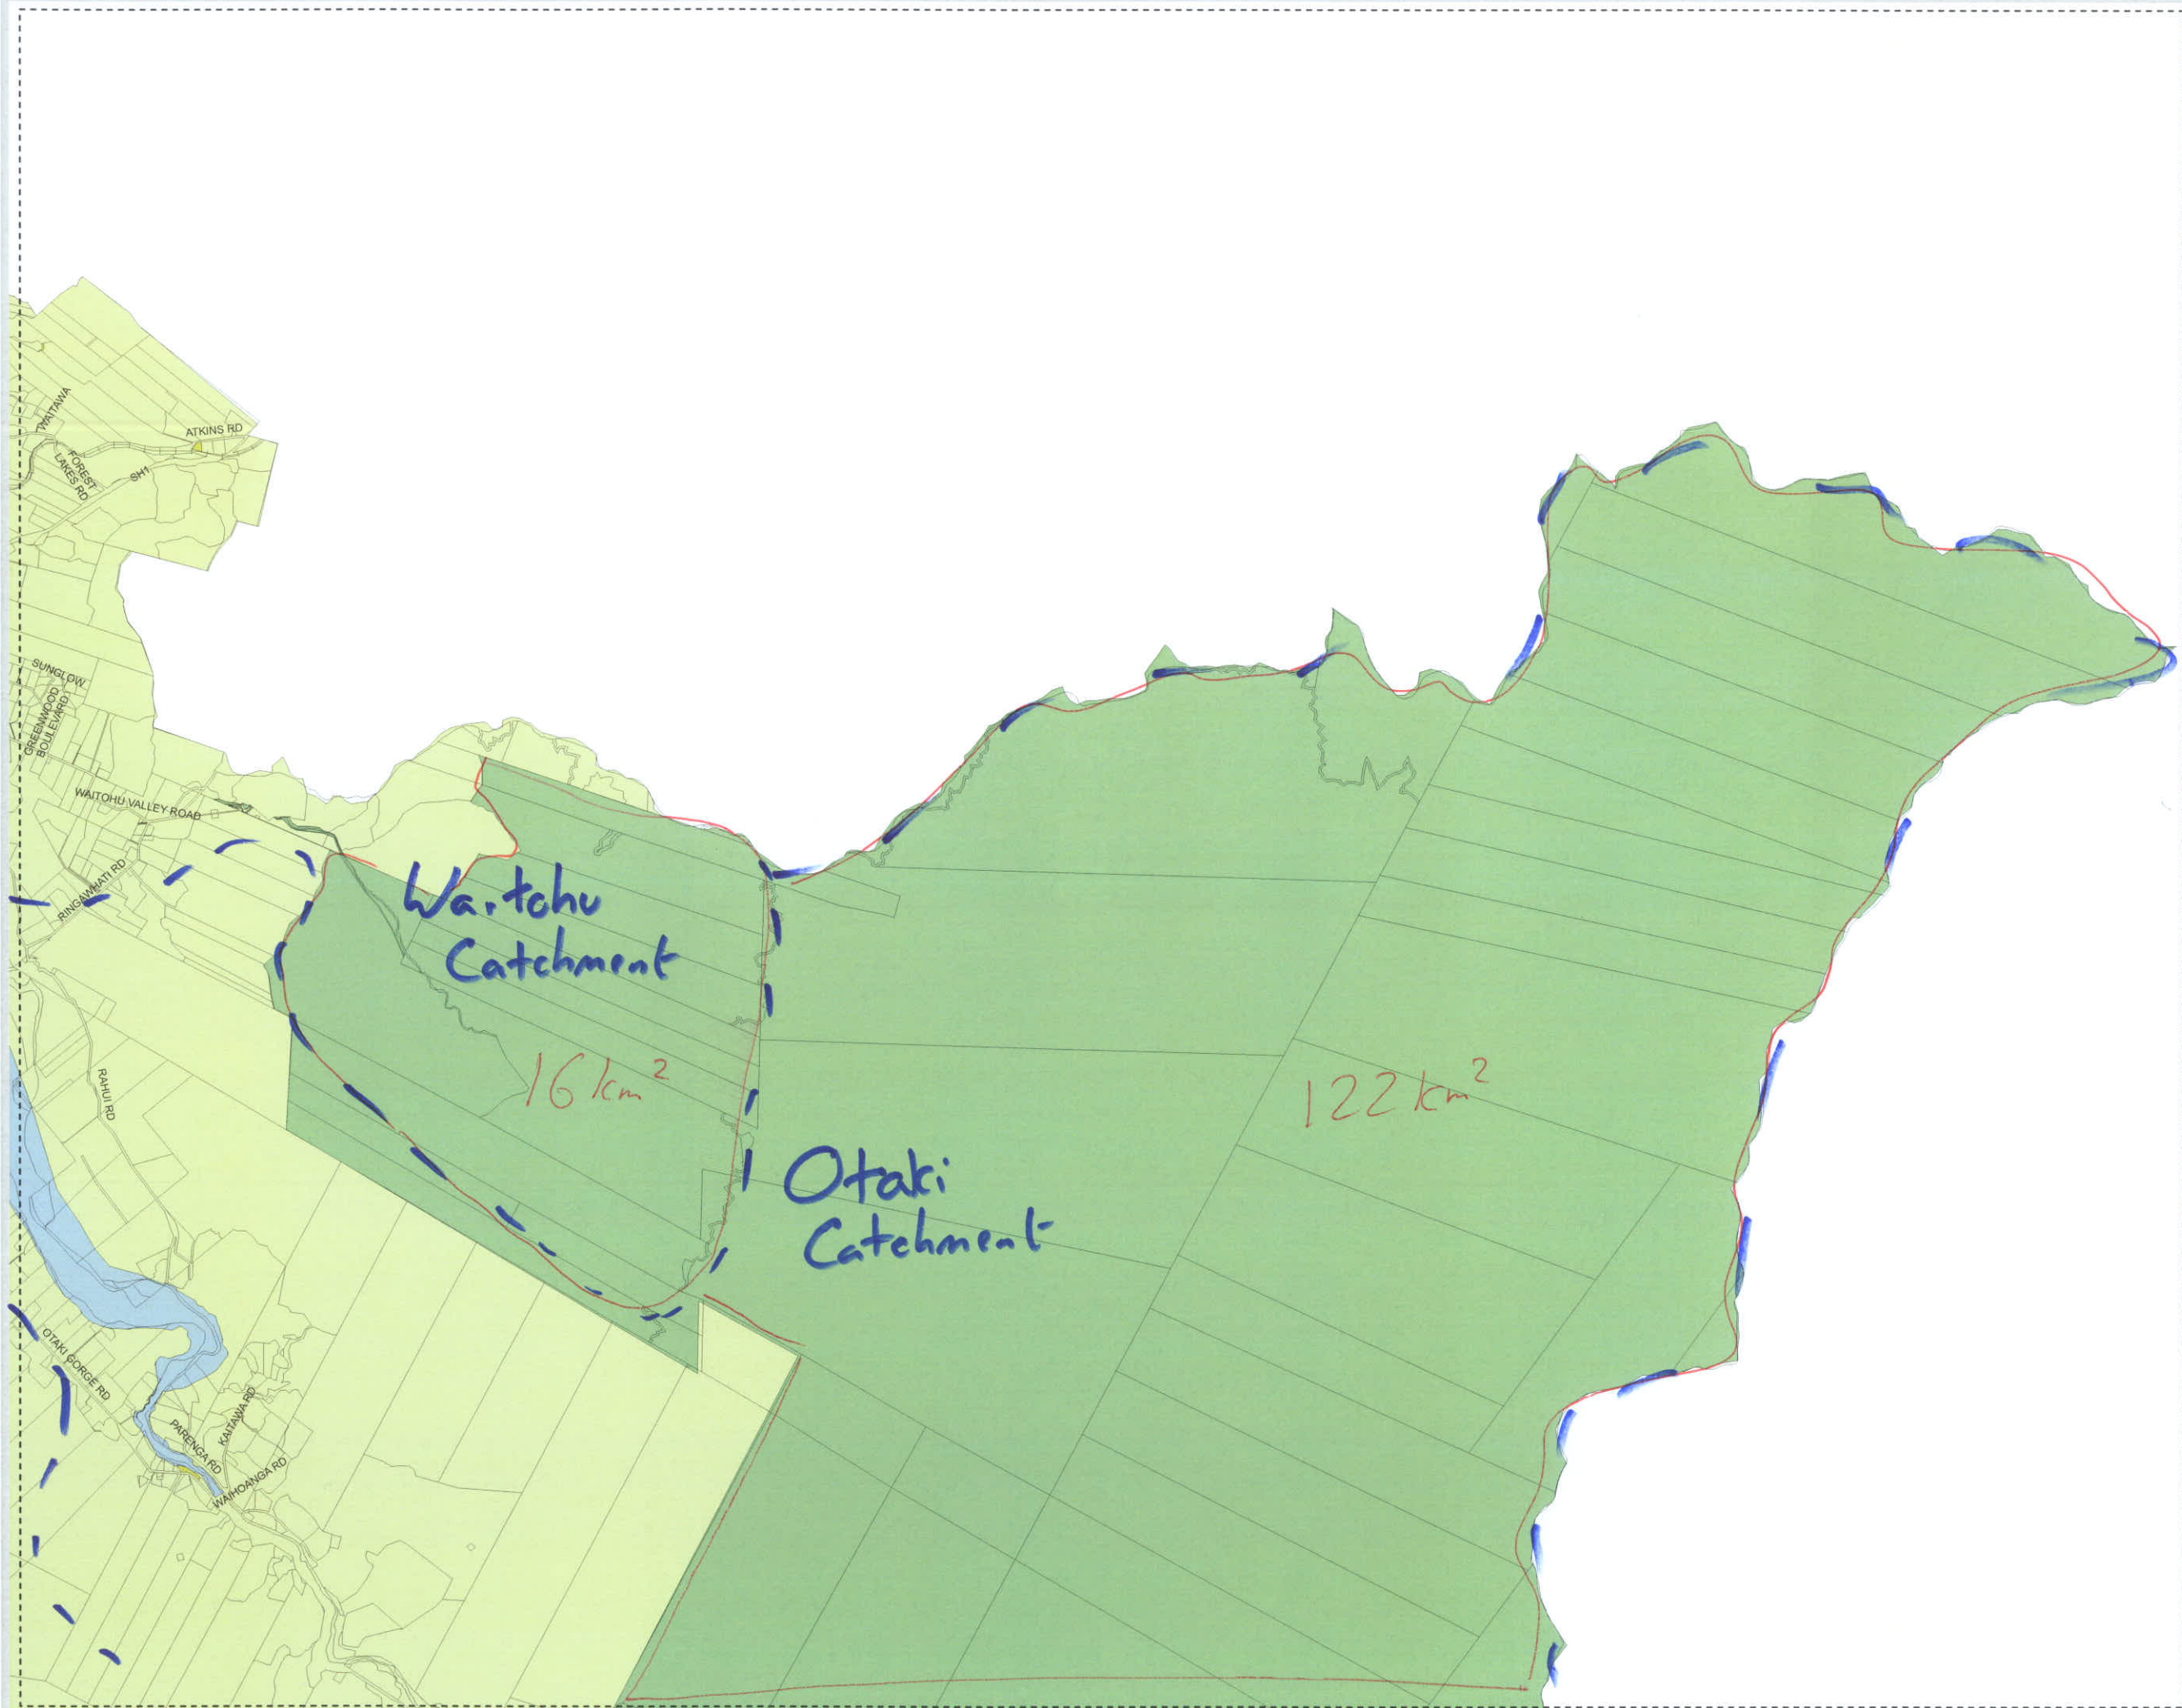 WAITAWA
ATKINS RD
FOREST
LAKES RD
SH1
SUNGLOW
GREENWOOD
BOULEVARD
WAITOHU VALLEY ROAD
RINGAWHATI RD
Waitohu
Catchment
16 km²
122 km²
RAHUI RD
Otaki
Catchment
OTAKI GORGE RD
PARENGA RD
KAITAWA RD
WAIHOANGA RD